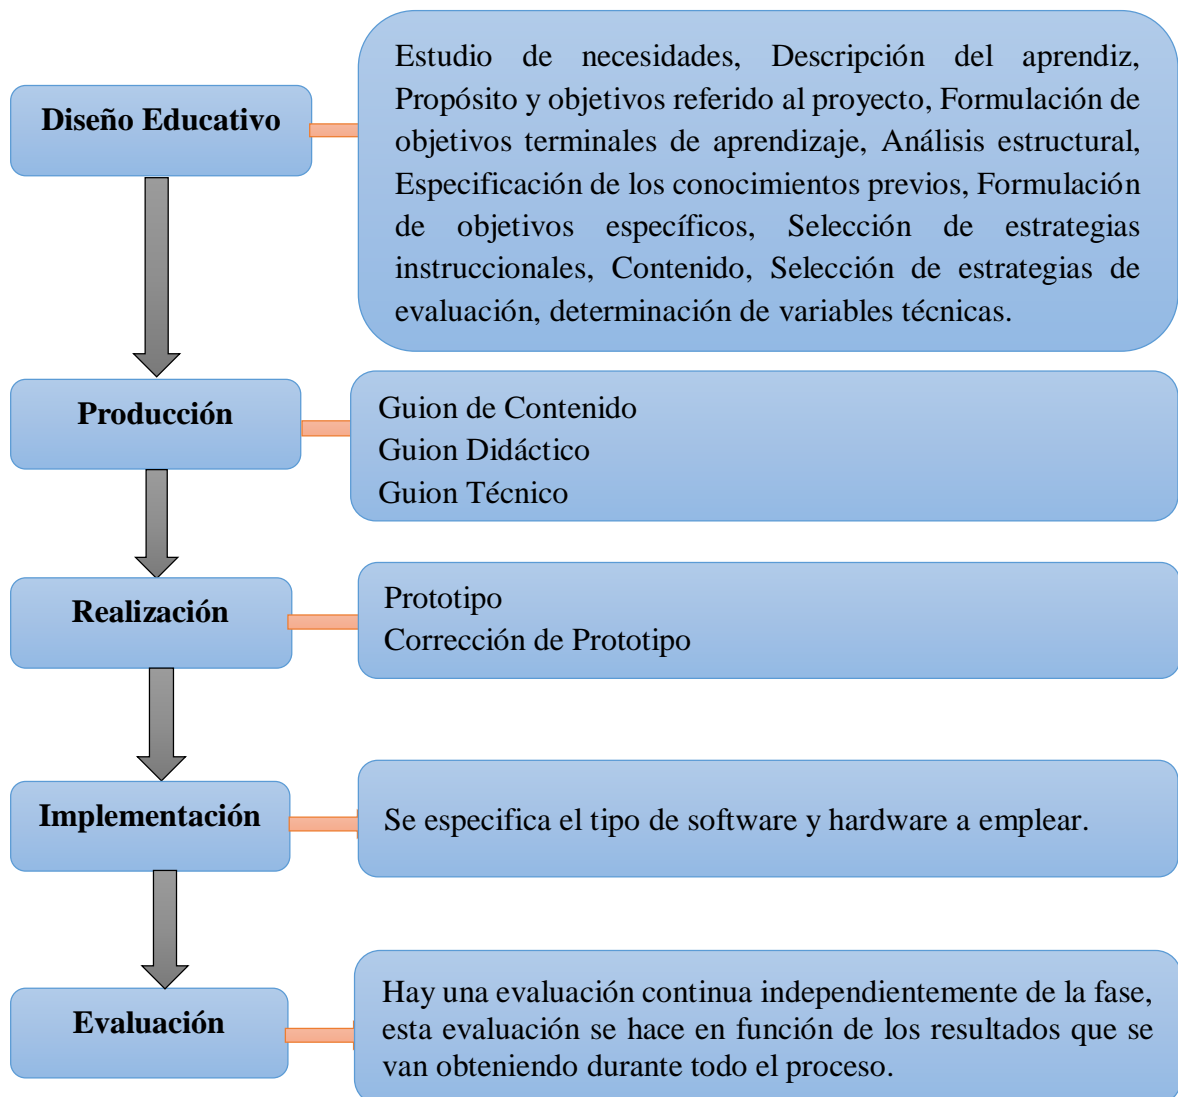 Diseño Educativo
Estudio de necesidades, Descripción del aprendiz,
Propósito y objetivos referido al proyecto, Formulación de
objetivos terminales de aprendizaje, Análisis estructural,
Especificación de los conocimientos previos, Formulación
de objetivos específicos, Selección de estrategias
instruccionales, Contenido, Selección de estrategias de
evaluación, determinación de variables técnicas.
Producción
Guion de Contenido
Guion Didáctico
Guion Técnico
Realización
Prototipo
Corrección de Prototipo
Implementación
Se especifica el tipo de software y hardware a emplear.
Evaluación
Hay una evaluación continua independientemente de la fase,
esta evaluación se hace en función de los resultados que se
van obteniendo durante todo el proceso.